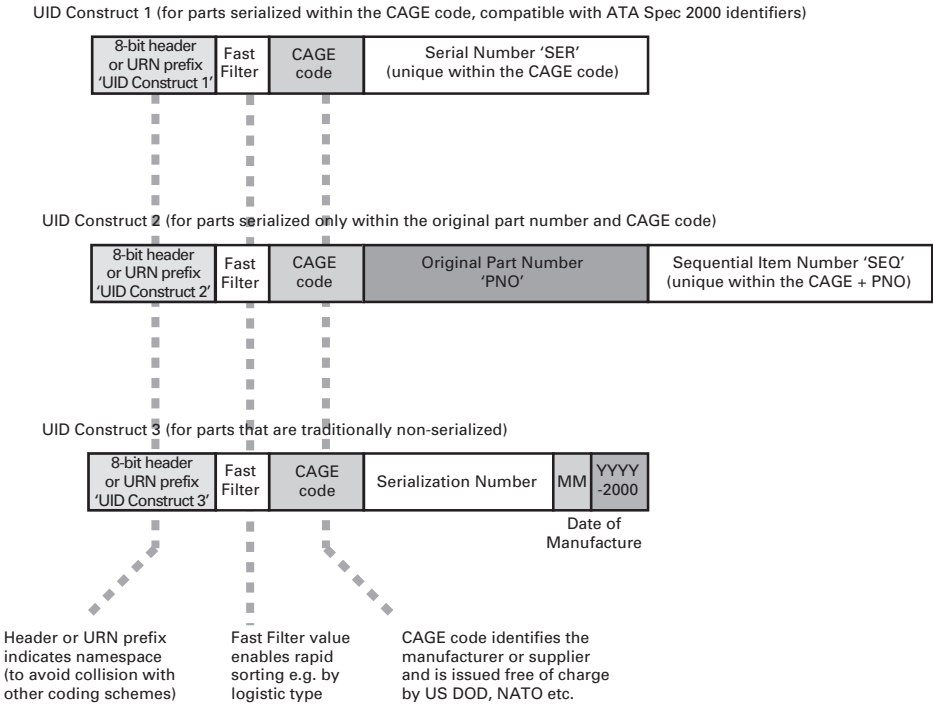 UID Construct 1 (for parts serialized within the CAGE code, compatible with ATA Spec 2000 identifiers)
8-bit header
or URN prefix
'UID Construct 1'
Fast
Filter
CAGE
code
Serial Number 'SER'
(unique within the CAGE code)
UID Construct 2 (for parts serialized only within the original part number and CAGE code)
8-bit header
or URN prefix
'UID Construct 2'
Fast
Filter
CAGE
code
Original Part Number
'PNO'
Sequential Item Number 'SEQ'
(unique within the CAGE + PNO)
UID Construct 3 (for parts that are traditionally non-serialized)
8-bit header
or URN prefix
'UID Construct 3'
Fast
Filter
CAGE
code
Serialization Number
MM
YYYY
-2000
Date of
Manufacture
Header or URN prefix
indicates namespace
(to avoid collision with
other coding schemes)
Fast Filter value
enables rapid
sorting e.g. by
logistic type
CAGE code identifies the
manufacturer or supplier
and is issued free of charge
by US DOD, NATO etc.